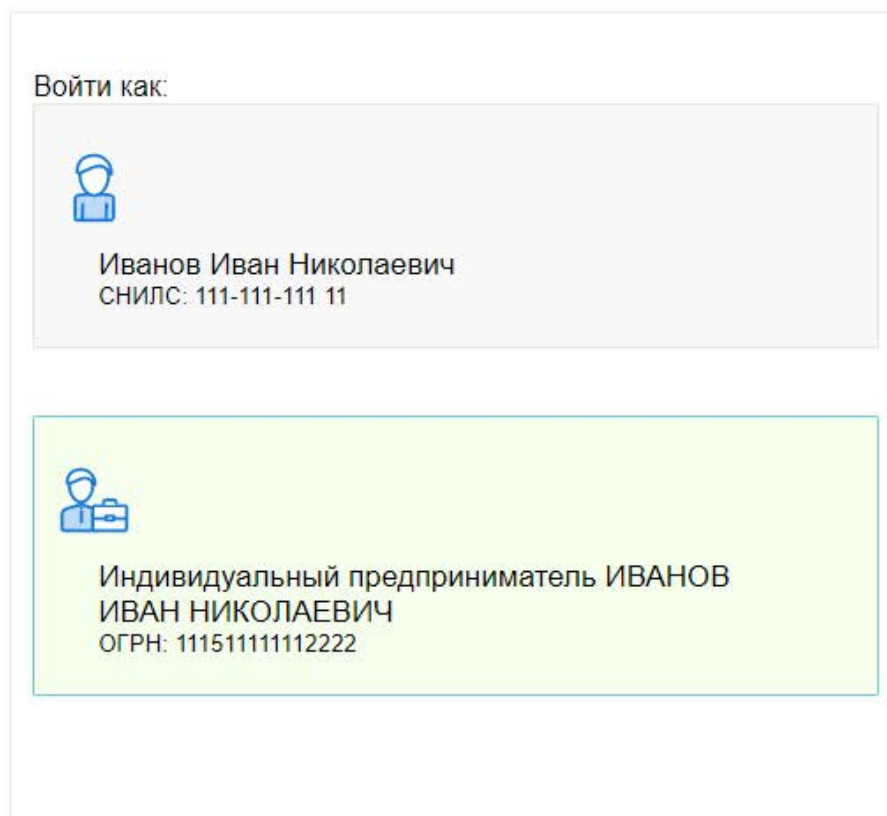 Войти как:
Иванов Иван Николаевич
СНИЛС: 111-111-111 11
Индивидуальный предприниматель ИВАНОВ
ИВАН НИКОЛАЕВИЧ
ОГРН: 111511111112222